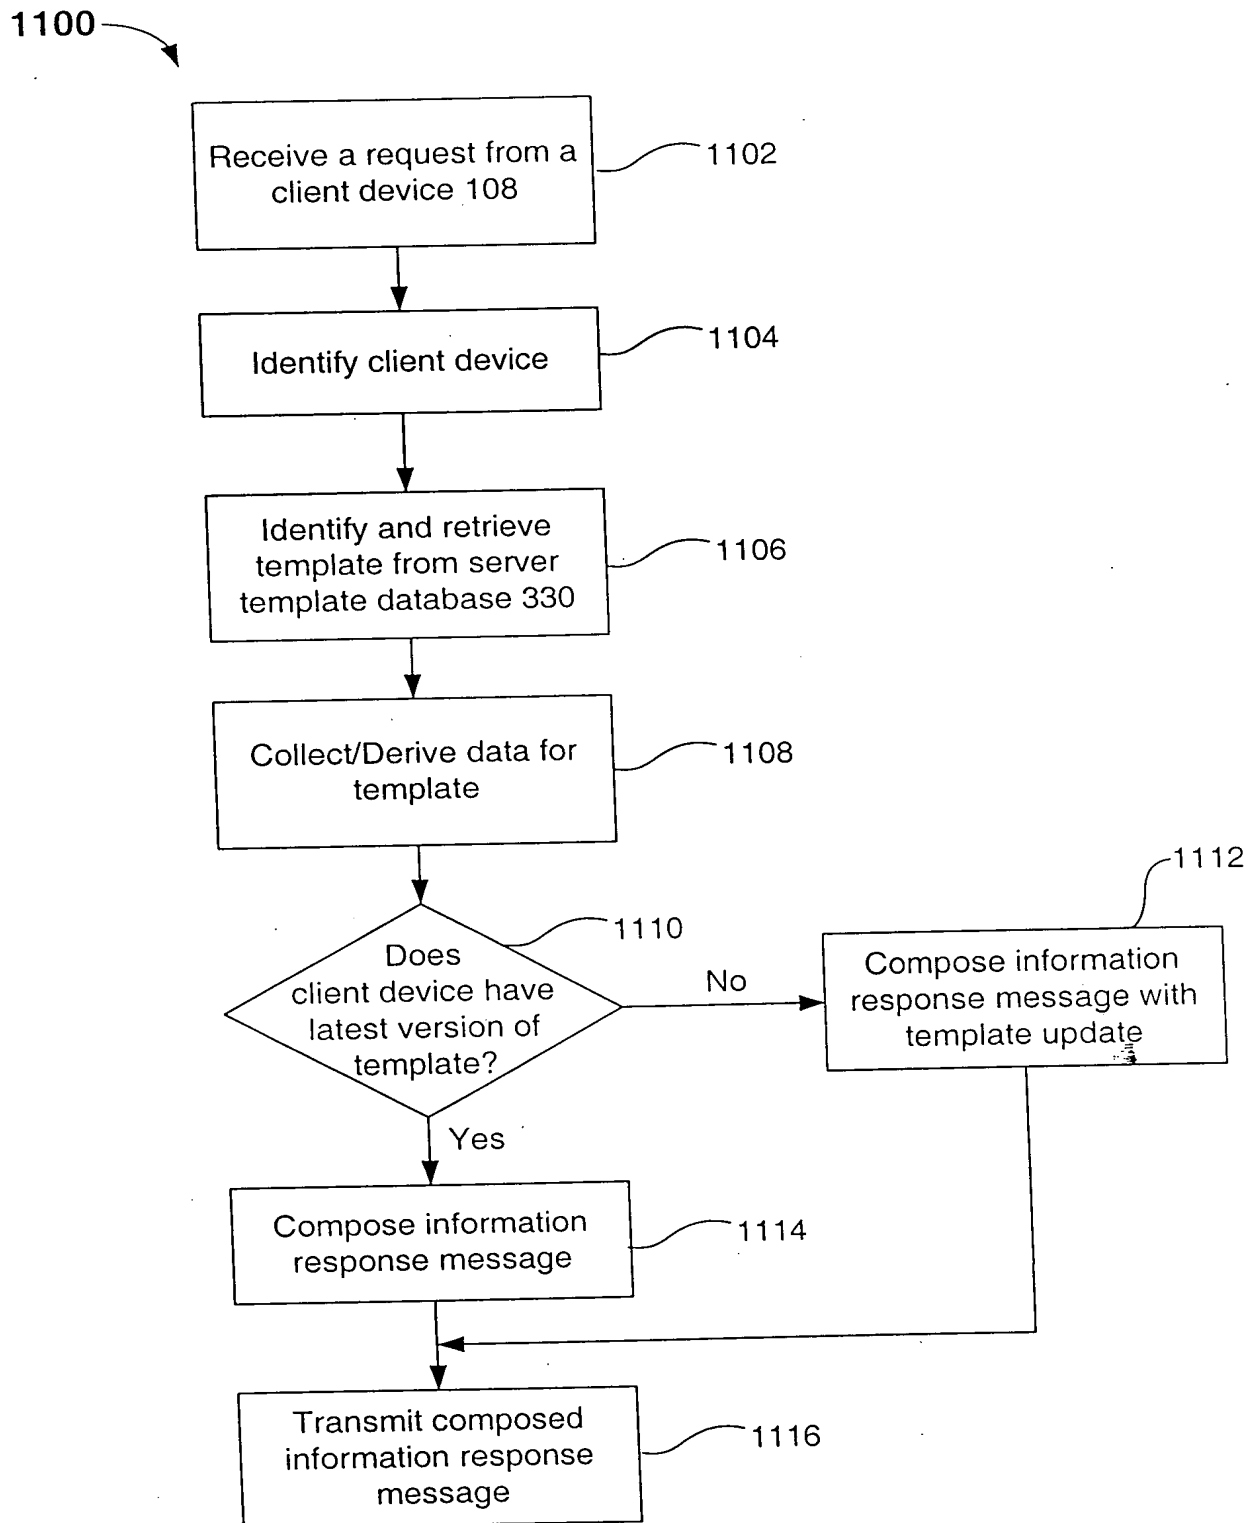 1100
Receive a request from a
client device 108
1102
Identify client device
1104
Identify and retrieve
template from server
template database 330
1106
Collect/Derive data for
template
1108
Does
client device have
latest version of
template?
1110
No
Compose information
response message with
template update
1112
Yes
Compose information
response message
1114
Transmit composed
information response
message
1116